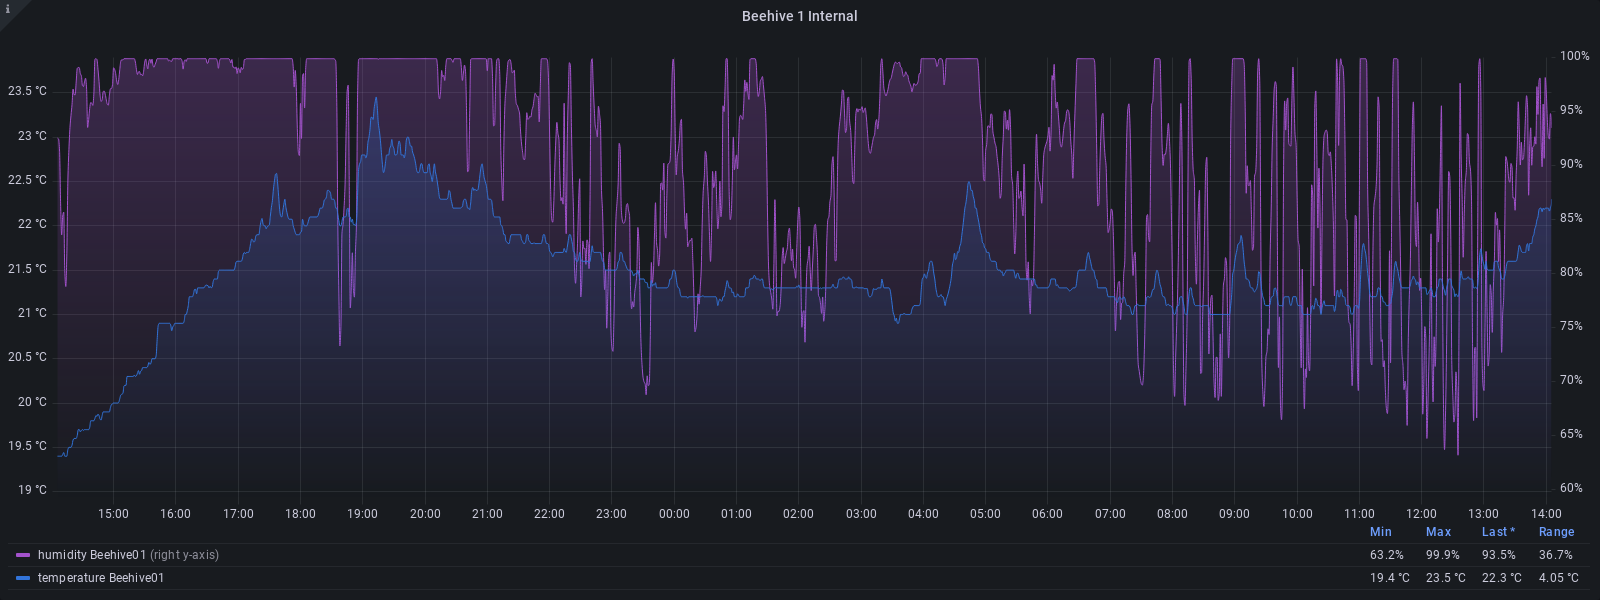 i
Beehive 1 Internal
23.5 °C
23 °C
22.5 °C
22 °C
21.5 °C
21 °C
20.5 °C
20 °C
19.5 °C
19 °C
100%
95%
90%
85%
80%
75%
70%
65%
60%
15:00 16:00 17:00 18:00 19:00 20:00 21:00 22:00 23:00 00:00 01:00 02:00 03:00 04:00 05:00 06:00 07:00 08:00 09:00 10:00 11:00 12:00 13:00 14:00
Min Max Last * Range
humidity Beehive01 (right y-axis) 63.2% 99.9% 93.5% 36.7%
temperature Beehive01 19.4 °C 23.5 °C 22.3 °C 4.05 °C